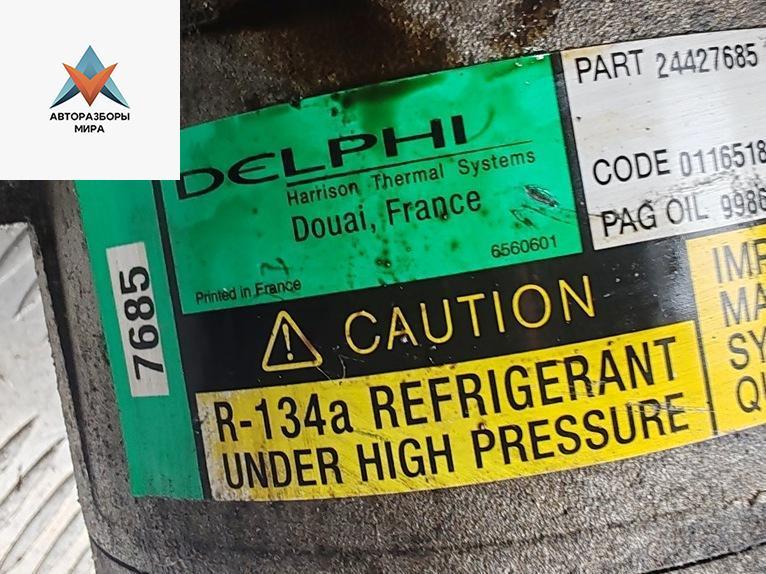 АВТОРАЗБОРЫ
МИРА
DELPHI
Harrison Thermal Systems
Douai, France
6560601
Printed in France
PART 24427685
CODE 0116518
PAG OIL 9986
7685
CAUTION
R-134a REFRIGERANT
UNDER HIGH PRESSURE